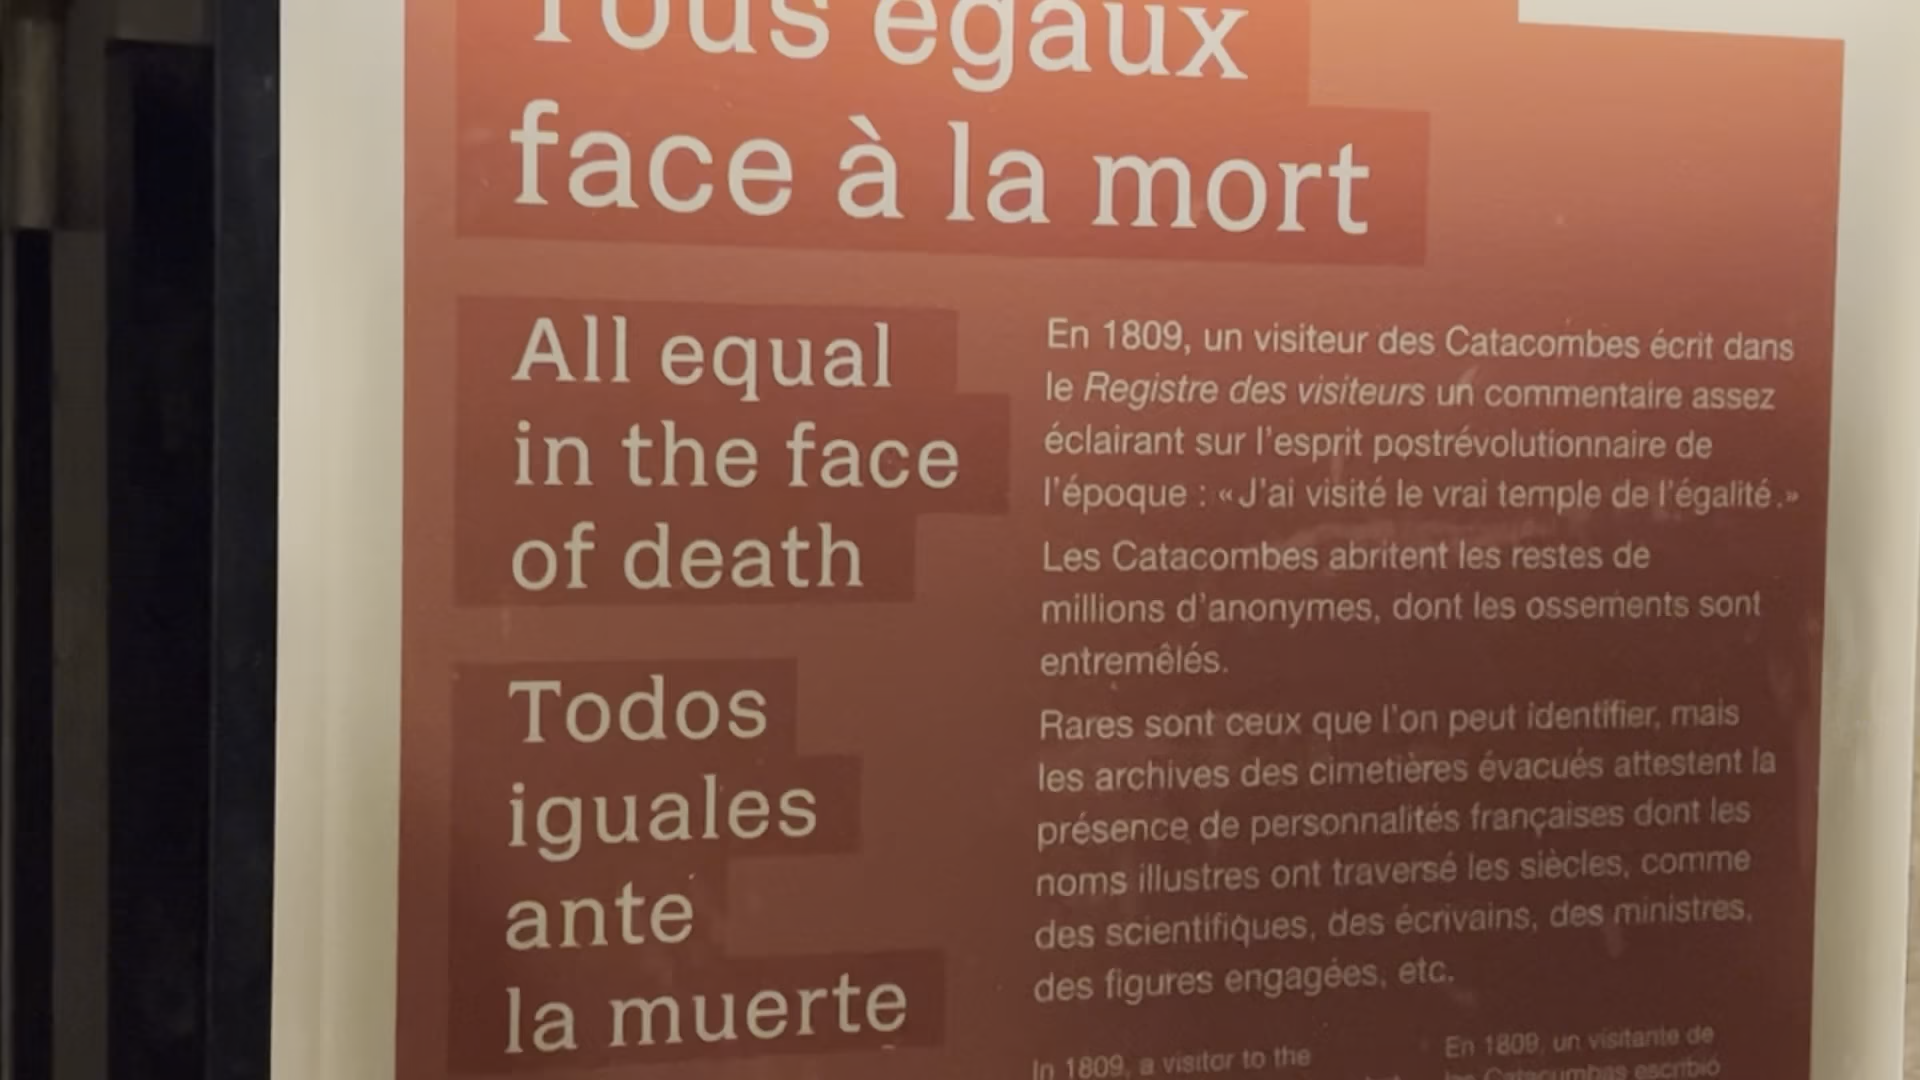 Tous égaux
face à la mort
All equal
in the face
of death
Todos
iguales
ante
la muerte
En 1809, un visiteur des Catacombes écrit dans
le Registre des visiteurs un commentaire assez
éclairant sur l'esprit postrévolutionnaire de
l'époque : « J'ai visité le vrai temple de l'égalité. »
Les Catacombes abritent les restes de
millions d'anonymes, dont les ossements sont
entremêlés.
Rares sont ceux que l'on peut identifier, mais
les archives des cimetières évacués attestent la
présence de personnalités françaises dont les
noms illustres ont traversé les siècles, comme
des scientifiques, des écrivains, des ministres,
des figures engagées, etc.
In 1809, a visitor to the
En 1809, un visitante de
las Catacumbas escribió